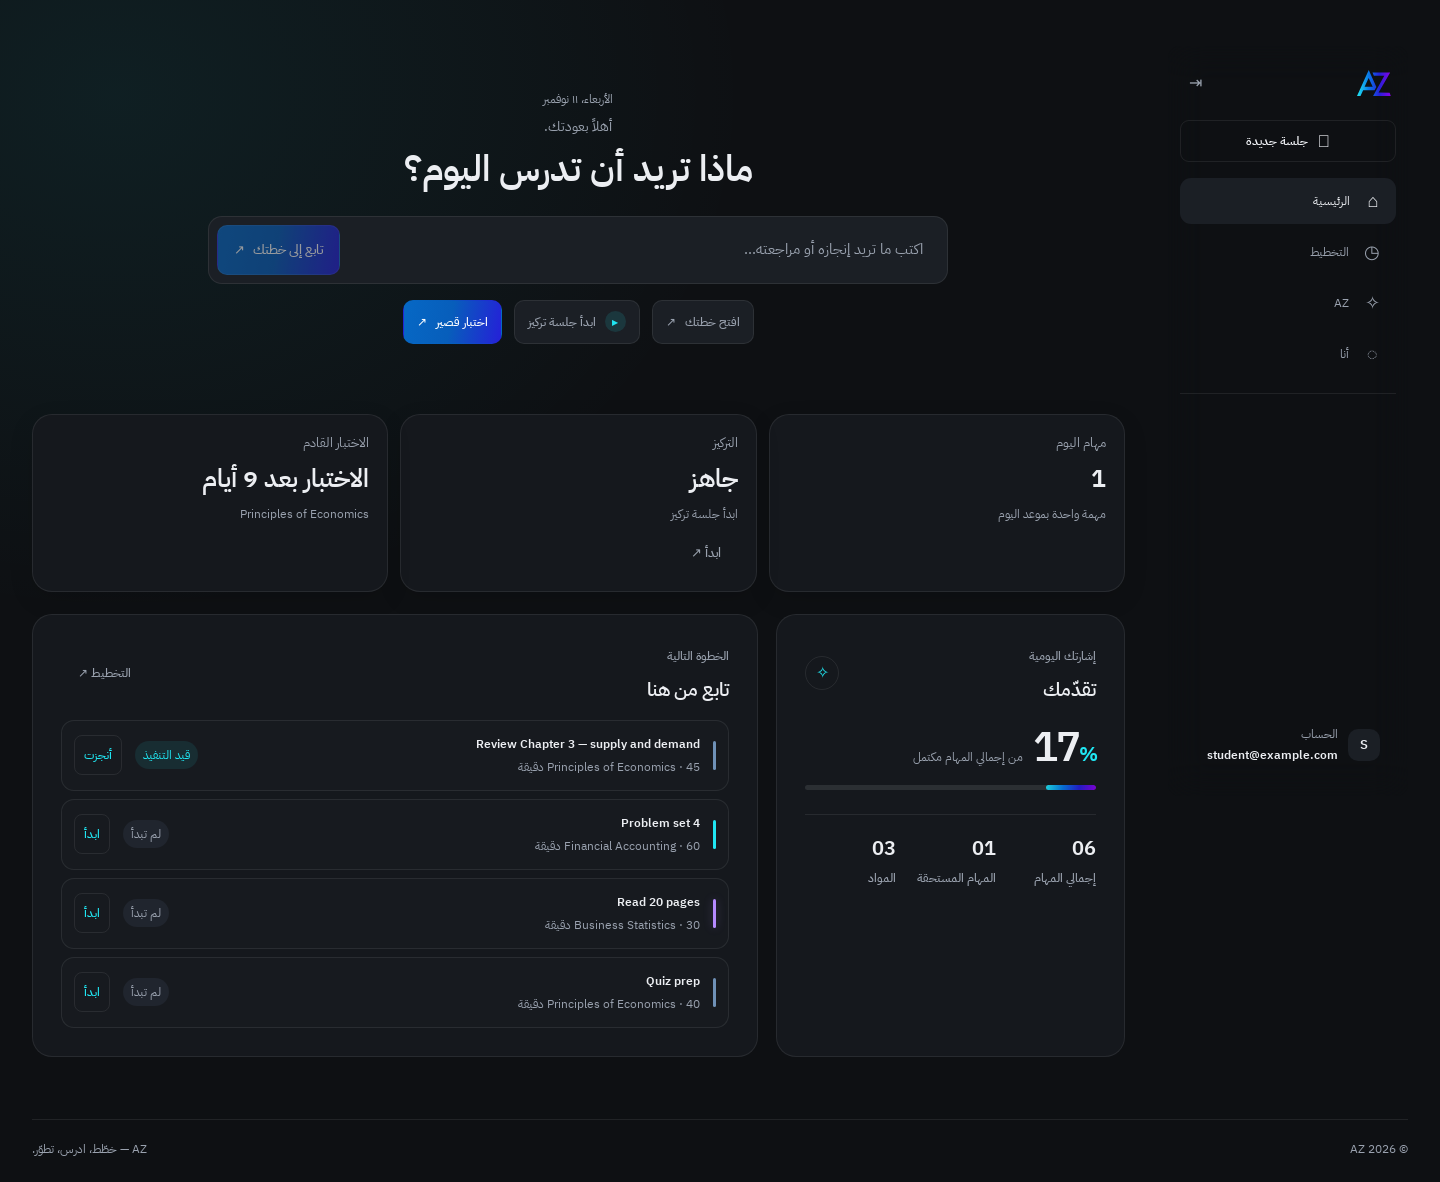 AZ
جلسة جديدة
الرئيسية
التخطيط
AZ
أنا
الحساب
S
student@example.com
الأربعاء، ١١ نوفمبر
أهلاً بعودتك.
ماذا تريد أن تدرس اليوم؟
اكتب ما تريد إنجازه أو مراجعته...
تابع إلى خطتك ↗
افتح خطتك ↗
ابدأ جلسة تركيز
اختبار قصير ↗
مهام اليوم
1
مهمة واحدة بموعد اليوم
التركيز
جاهز
ابدأ جلسة تركيز
ابدأ ↗
الاختبار القادم
الاختبار بعد 9 أيام
Principles of Economics
إشارتك اليومية
تقدّمك
17%
من إجمالي المهام مكتمل
06
إجمالي المهام
01
المهام المستحقة
03
المواد
الخطوة التالية
تابع من هنا
التخطيط ↗
Review Chapter 3 — supply and demand
Principles of Economics · 45 دقيقة
قيد التنفيذ
أنجزت
Problem set 4
Financial Accounting · 60 دقيقة
لم تبدأ
ابدأ
Read 20 pages
Business Statistics · 30 دقيقة
لم تبدأ
ابدأ
Quiz prep
Principles of Economics · 40 دقيقة
لم تبدأ
ابدأ
© 2026 AZ
AZ — خطّط، ادرس، تطوّر.